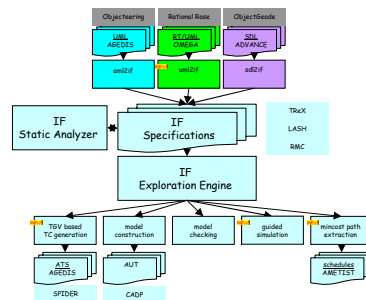 Objecteering
Rational Rose
ObjectGeode
UML
AGEDIS
RT/UML
OMEGA
SDL
ADVANCE
aml2if
uml2if
sdl2if
IF
Static Analyzer
IF
Specifications
TReX
LASH
RMC
IF
Exploration Engine
TGV based
TC generation
model
construction
model
checking
guided
simulation
mincost path
extraction
ATS
AGEDIS
AUT
schedules
AMETIST
SPIDER
CADP